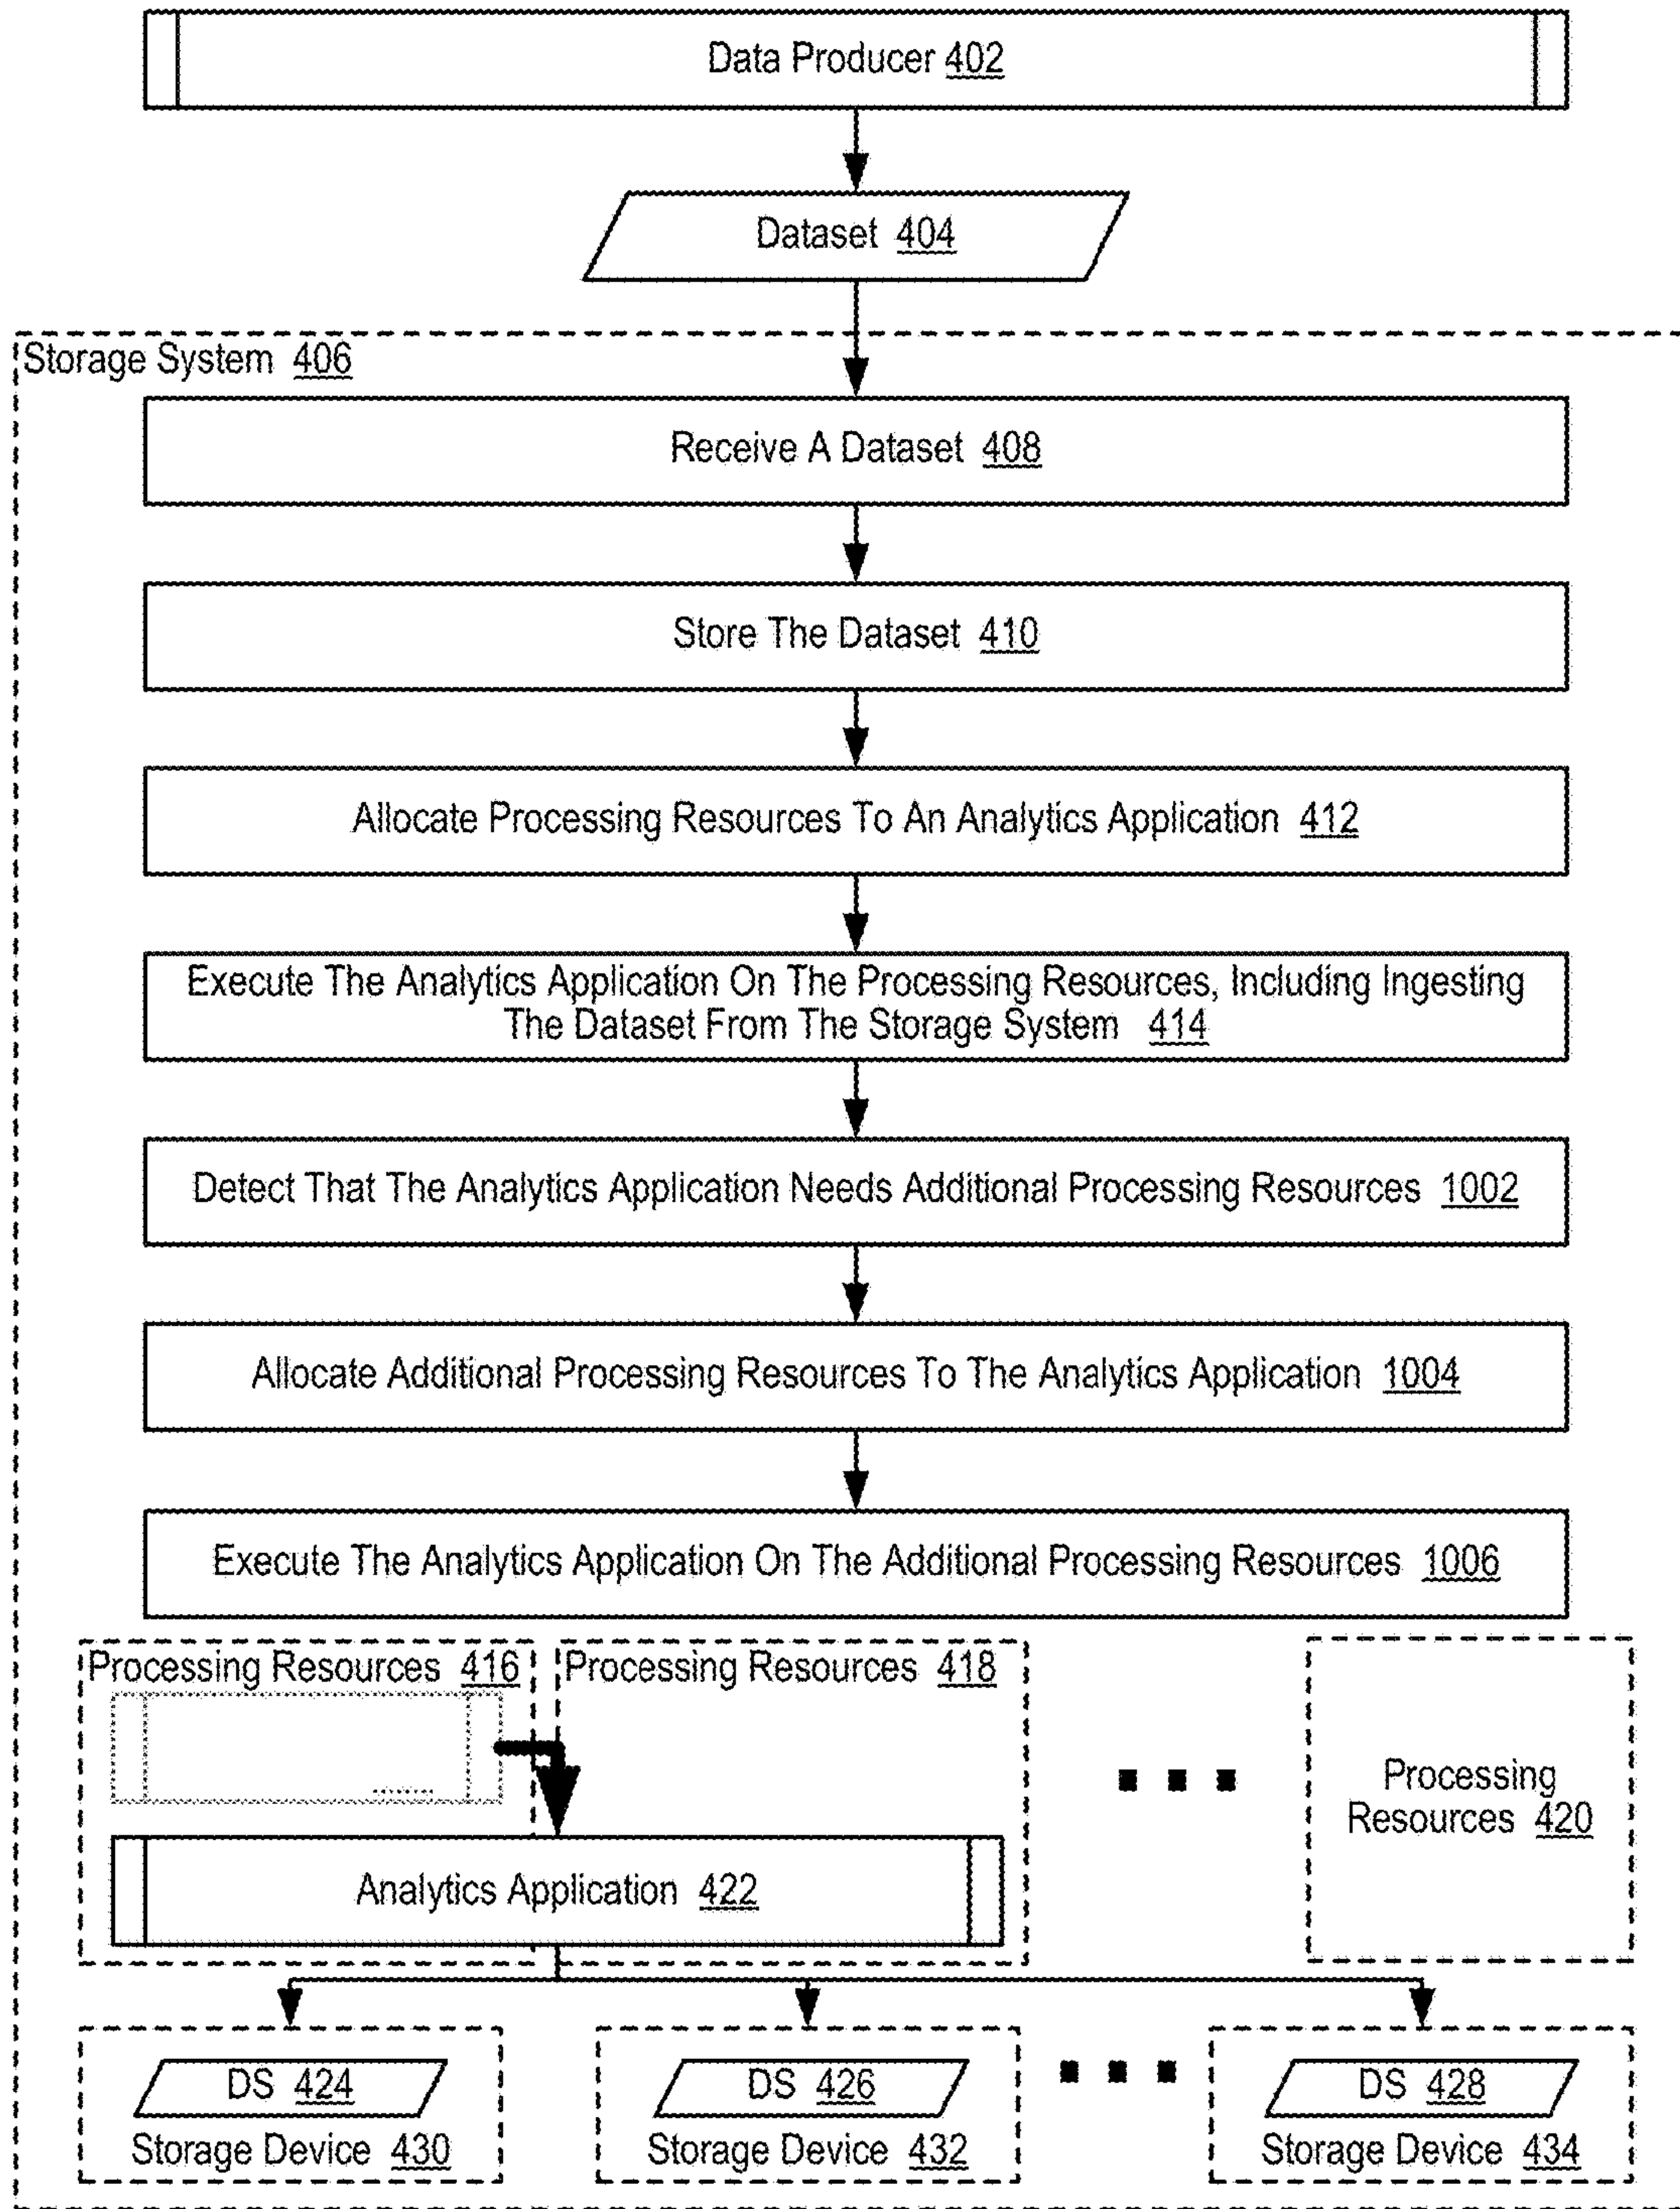 Data Producer 402
Dataset 404
Storage System 406
Receive A Dataset 408
Store The Dataset 410
Allocate Processing Resources To An Analytics Application 412
Execute The Analytics Application On The Processing Resources, Including Ingesting
The Dataset From The Storage System 414
Detect That The Analytics Application Needs Additional Processing Resources 1002
Allocate Additional Processing Resources To The Analytics Application 1004
Execute The Analytics Application On The Additional Processing Resources 1006
Processing Resources 416
Processing Resources 418
Processing
Resources 420
Analytics Application 422
DS 424
Storage Device 430
DS 426
Storage Device 432
DS 428
Storage Device 434